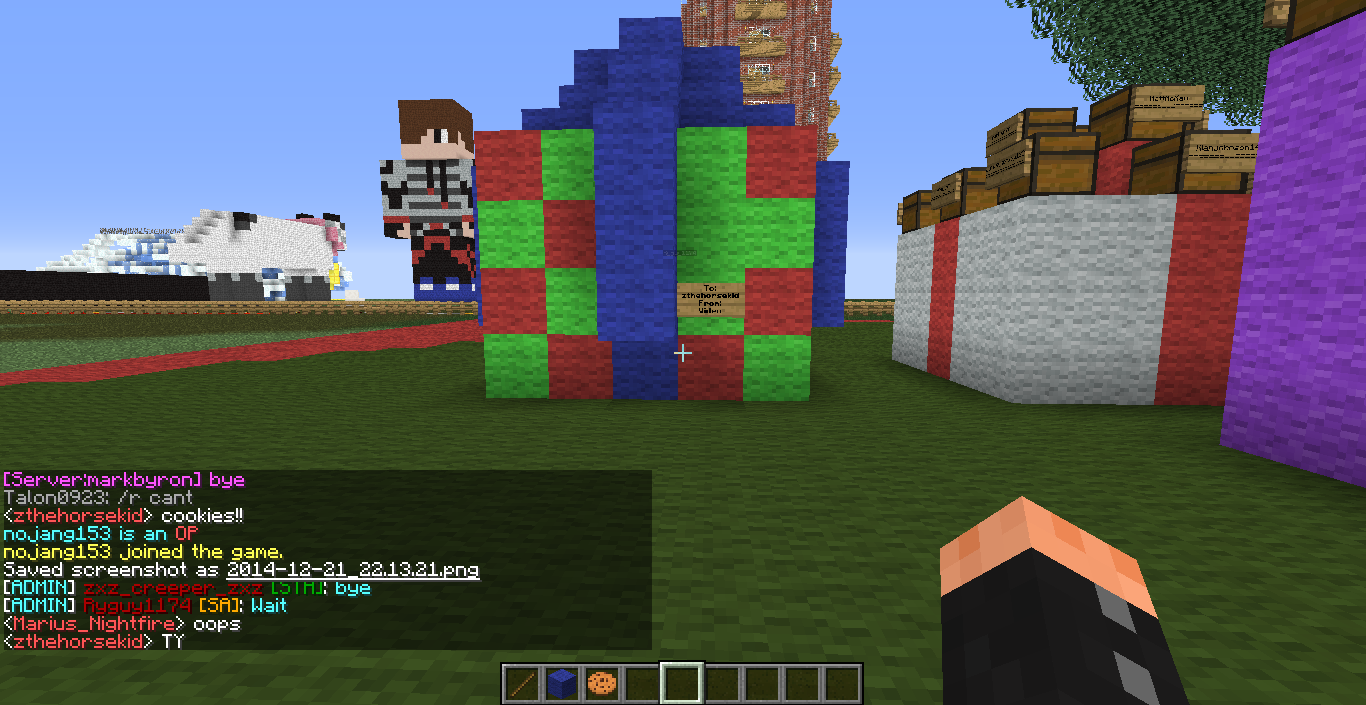 To:
zthehorsekid
From:
[Server:markbyron] bye
Talon0923: /r cant
<zthehorsekid> cookies!!
nojang153 is an OP
nojang153 joined the game.
Saved screenshot as 2014-12-21_22.13.21.png
[ADMIN] zxz_creeper_zxz [STA]: bye
[ADMIN] Ryguy1174 [SA]: Wait
<Marius_Nightfire> oops
<zthehorsekid> TY